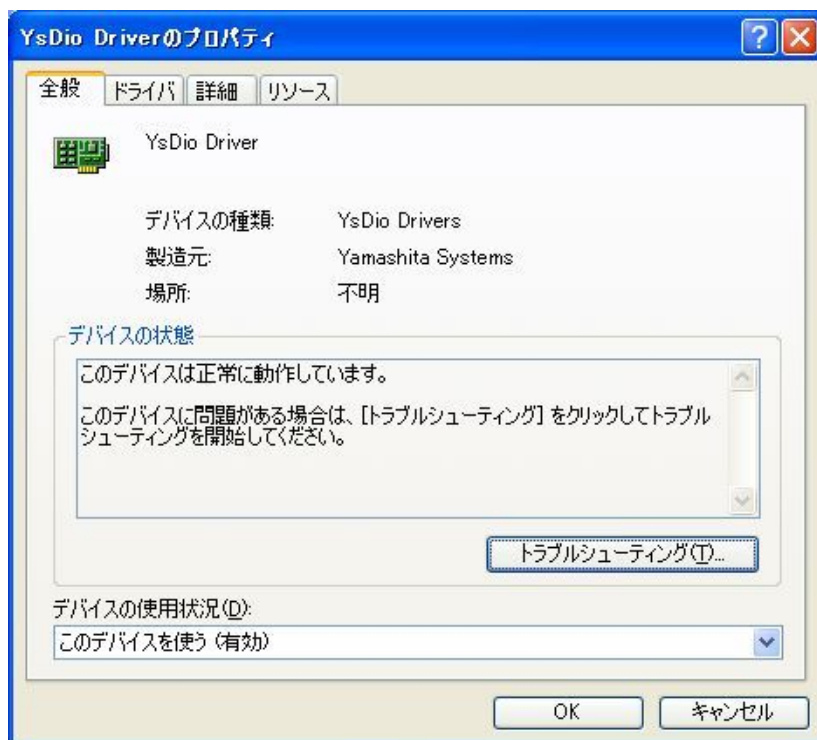 YsDio Driverのプロパティ
全般 ドライバ 詳細 リソース
YsDio Driver
デバイスの種類: YsDio Drivers
製造元: Yamashita Systems
場所: 不明
デバイスの状態
このデバイスは正常に動作しています。
このデバイスに問題がある場合は、[トラブルシューティング] をクリックしてトラブル
シューティングを開始してください。
トラブルシューティング(T)...
デバイスの使用状況(D):
このデバイスを使う (有効)
OK キャンセル